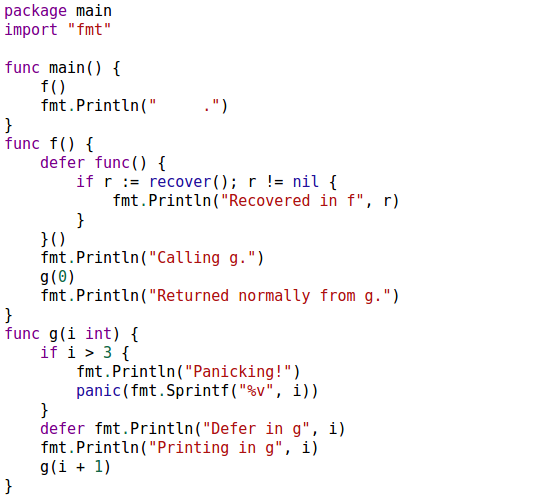 package main
import "fmt"

func main() {
    f()
    fmt.Println("     .")
}
func f() {
    defer func() {
        if r := recover(); r != nil {
            fmt.Println("Recovered in f", r)
        }
    }()
    fmt.Println("Calling g.")
    g(0)
    fmt.Println("Returned normally from g.")
}
func g(i int) {
    if i > 3 {
        fmt.Println("Panicking!")
        panic(fmt.Sprintf("%v", i))
    }
    defer fmt.Println("Defer in g", i)
    fmt.Println("Printing in g", i)
    g(i + 1)
}